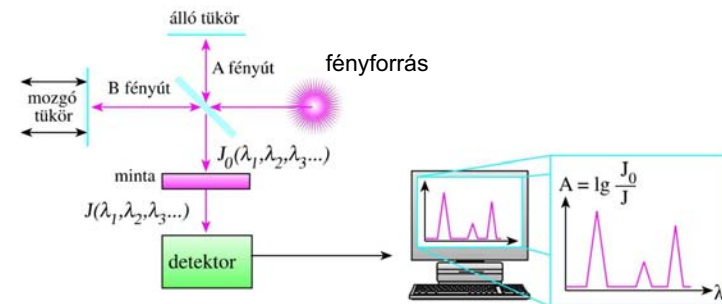 álló tükör
A fényút
fényforrás
B fényút
mozgó
tükör
J₀(λ₁,λ₂,λ₃...)
minta
J(λ₁,λ₂,λ₃...)
detektor
A = lg J₀/J
λ